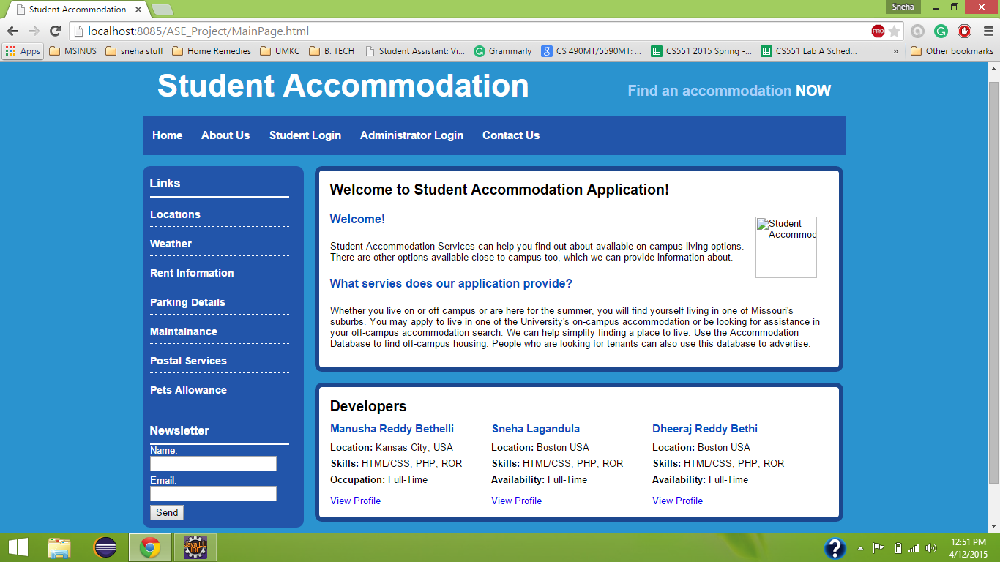 Student Accommodation
Sneha
localhost:8085/ASE_Project/MainPage.html
PRO
Apps MSINUS sneha stuff Home Remedies UMKC B. TECH Student Assistant: Vi... Grammarly CS 490MT/5590MT: ... CS551 2015 Spring -... CS551 Lab A Sched... » Other bookmarks
Student Accommodation
Find an accommodation NOW
Home About Us Student Login Administrator Login Contact Us
Links
Locations
Weather
Rent Information
Parking Details
Maintainance
Postal Services
Pets Allowance
Newsletter
Name:
Email:
Send
Welcome to Student Accommodation Application!
Welcome!
Student
Accommod
Student Accommodation Services can help you find out about available on-campus living options.
There are other options available close to campus too, which we can provide information about.
What servies does our application provide?
Whether you live on or off campus or are here for the summer, you will find yourself living in one of Missouri's
suburbs. You may apply to live in one of the University's on-campus accommodation or be looking for assistance in
your off-campus accommodation search. We can help simplify finding a place to live. Use the Accommodation
Database to find off-campus housing. People who are looking for tenants can also use this database to advertise.
Developers
Manusha Reddy Bethelli
Location: Kansas City, USA
Skills: HTML/CSS, PHP, ROR
Occupation: Full-Time
View Profile
Sneha Lagandula
Location: Boston USA
Skills: HTML/CSS, PHP, ROR
Availability: Full-Time
View Profile
Dheeraj Reddy Bethi
Location: Boston USA
Skills: HTML/CSS, PHP, ROR
Availability: Full-Time
View Profile
Java EE
IDE
12:51 PM
4/12/2015